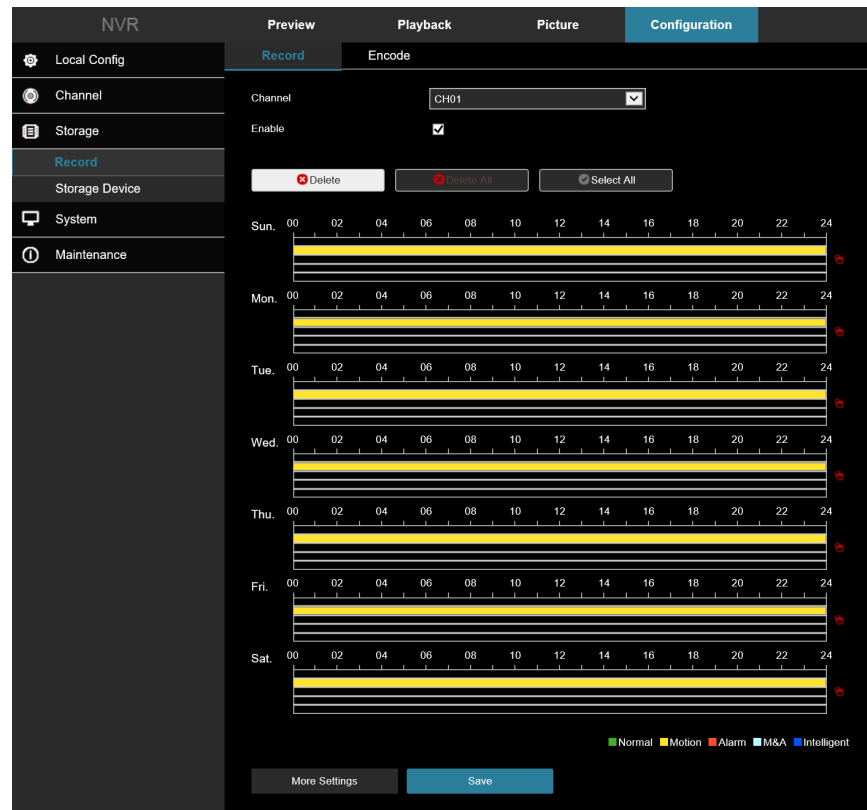 NVR Preview Playback Picture Configuration
Local Config
Channel
Storage
Record
Storage Device
System
Maintenance
Record Encode
Channel CH01
Enable
Delete Delete All Select All
Sun. 00 02 04 06 08 10 12 14 16 18 20 22 24
Mon. 00 02 04 06 08 10 12 14 16 18 20 22 24
Tue. 00 02 04 06 08 10 12 14 16 18 20 22 24
Wed. 00 02 04 06 08 10 12 14 16 18 20 22 24
Thu. 00 02 04 06 08 10 12 14 16 18 20 22 24
Fri. 00 02 04 06 08 10 12 14 16 18 20 22 24
Sat. 00 02 04 06 08 10 12 14 16 18 20 22 24
Normal Motion Alarm M&A Intelligent
More Settings Save